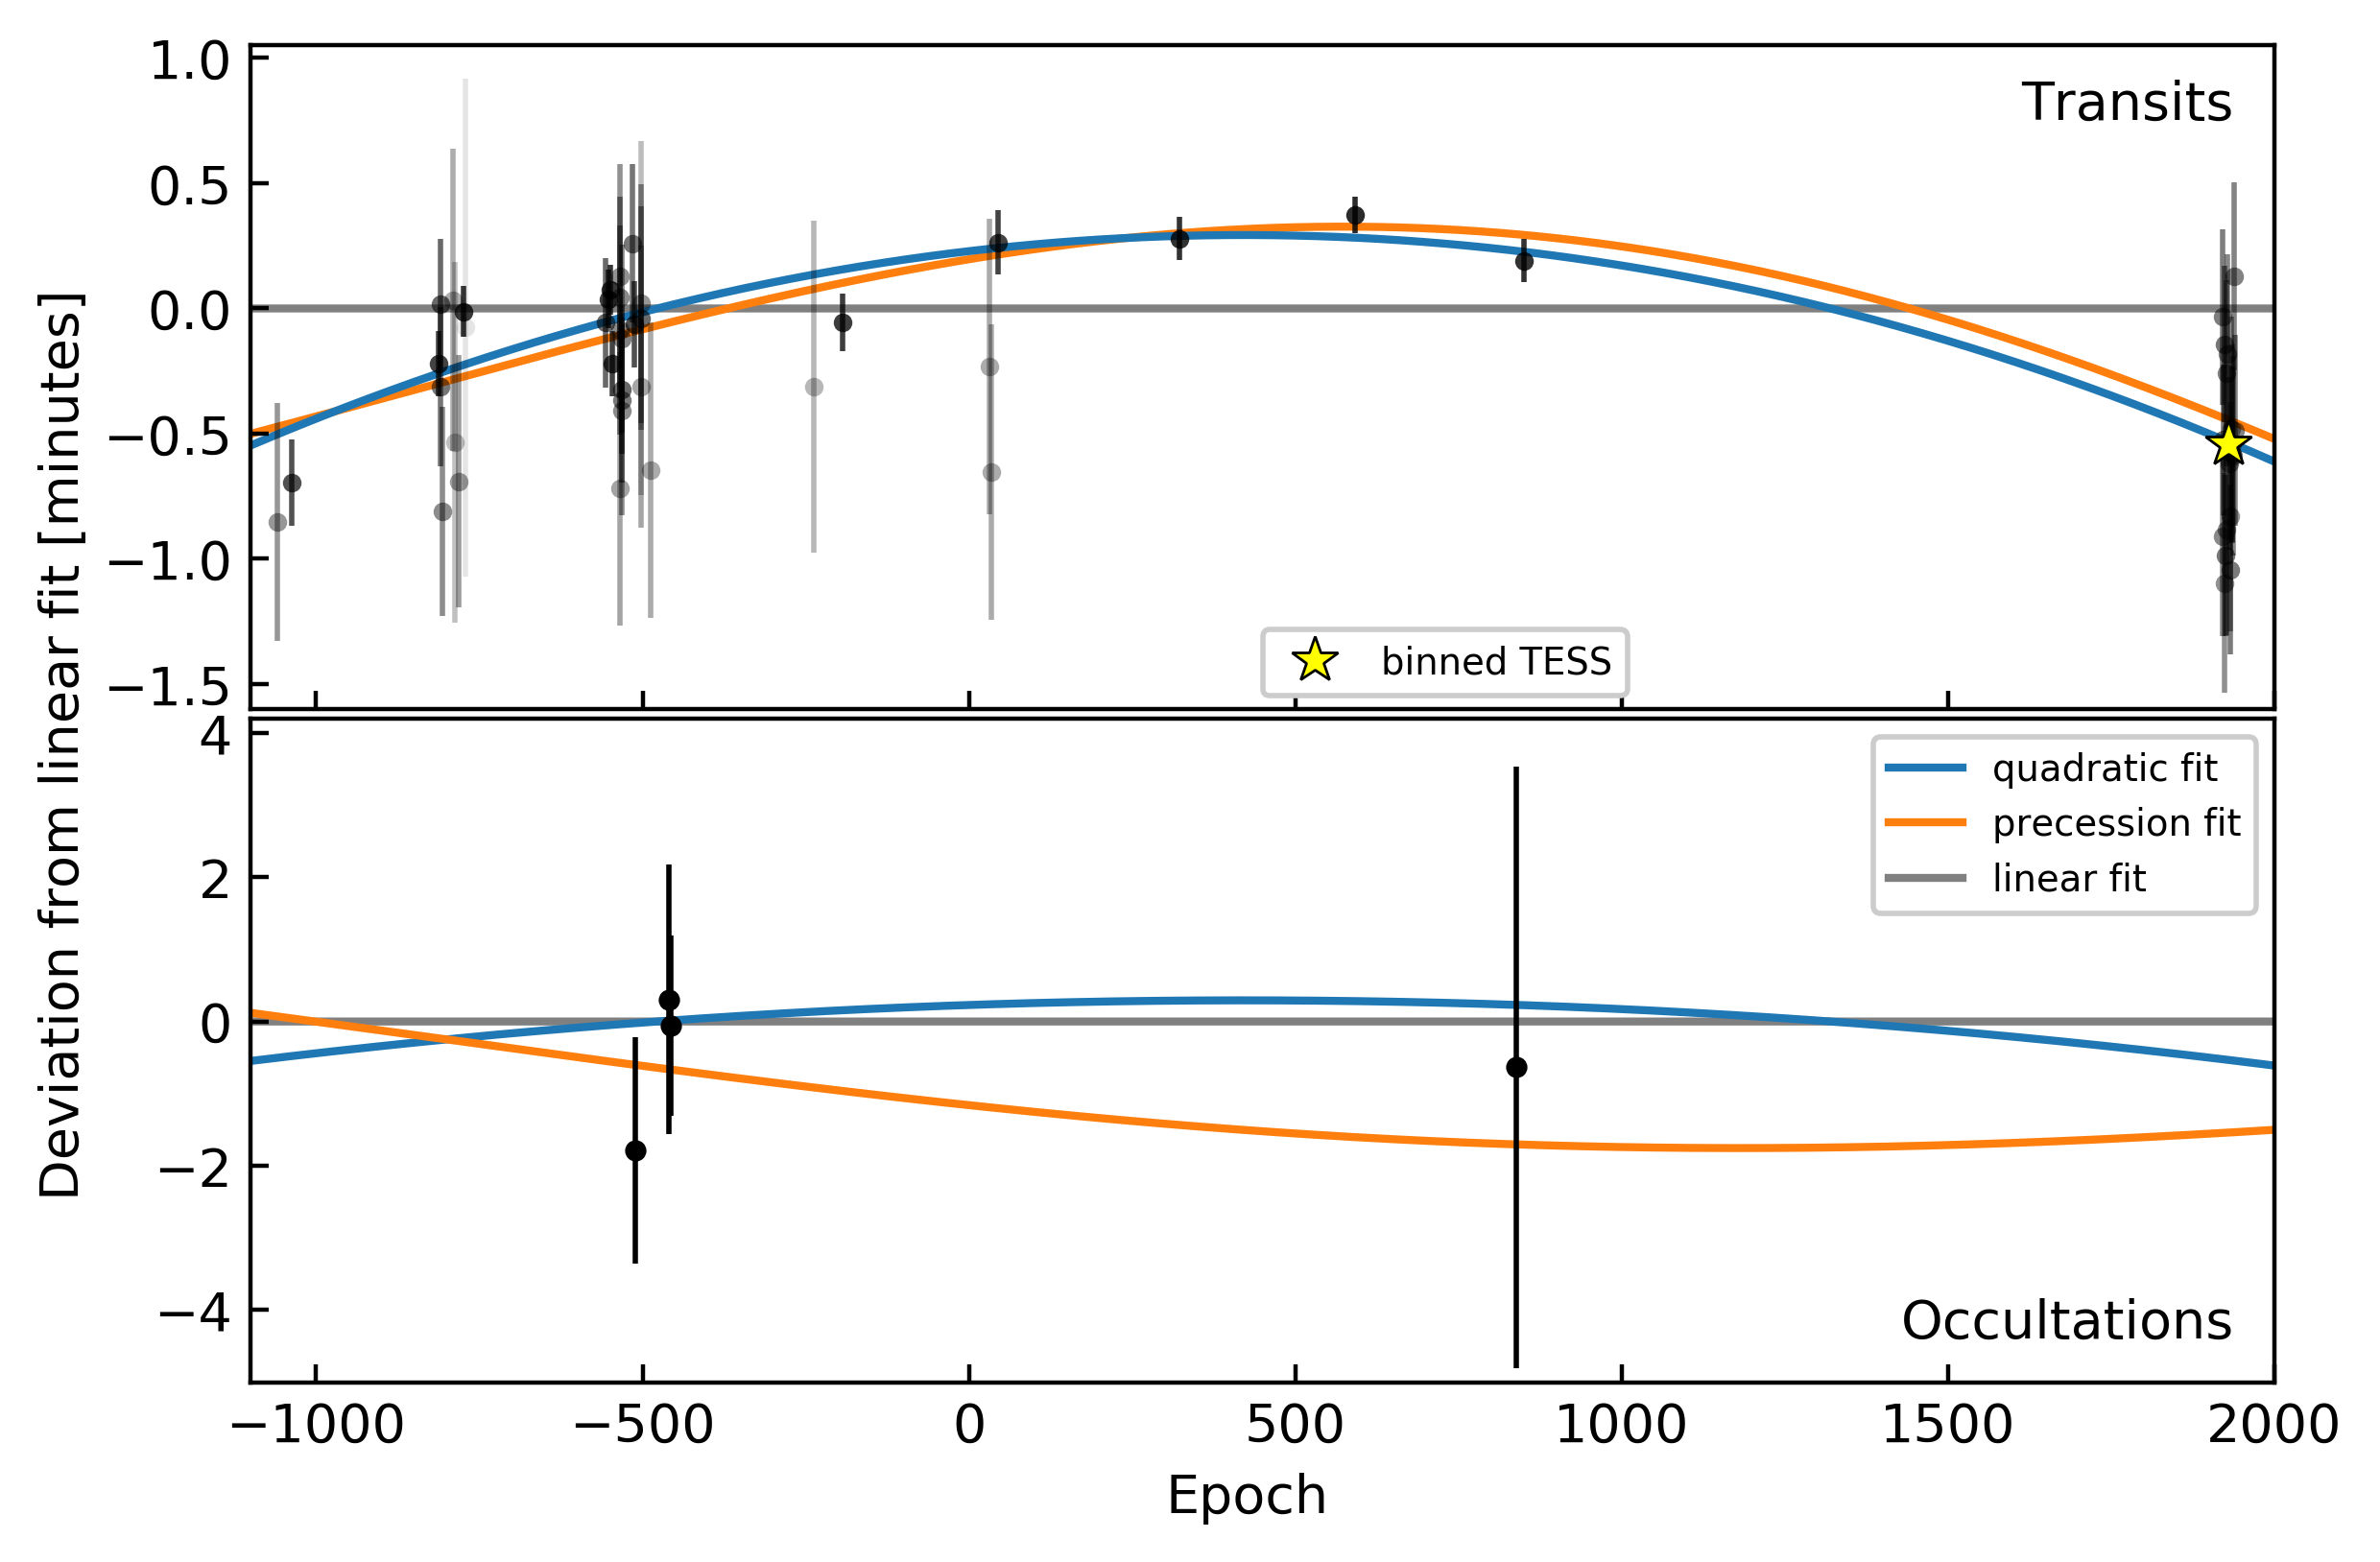 Deviation from linear fit [minutes]
1.0
0.5
0.0
−0.5
−1.0
−1.5
Transits
binned TESS
4
2
0
−2
−4
quadratic fit
precession fit
linear fit
Occultations
−1000 −500 0 500 1000 1500 2000
Epoch